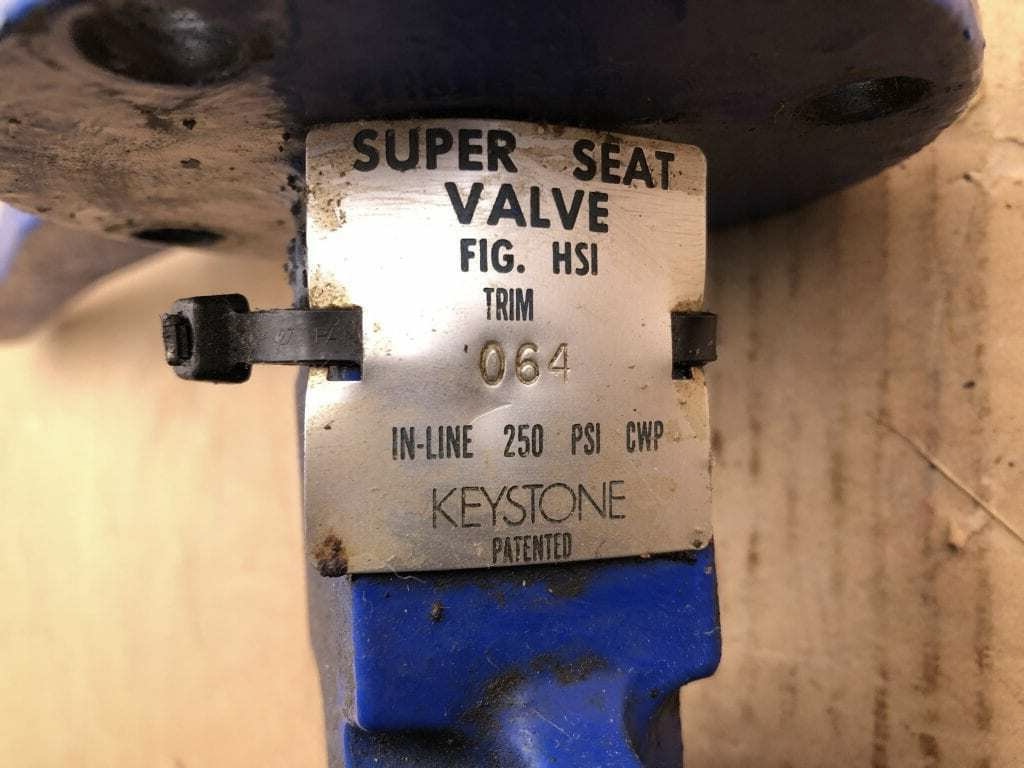 SUPER SEAT
VALVE
FIG. HSI
TRIM
064
IN-LINE 250 PSI CWP
KEYSTONE
PATENTED